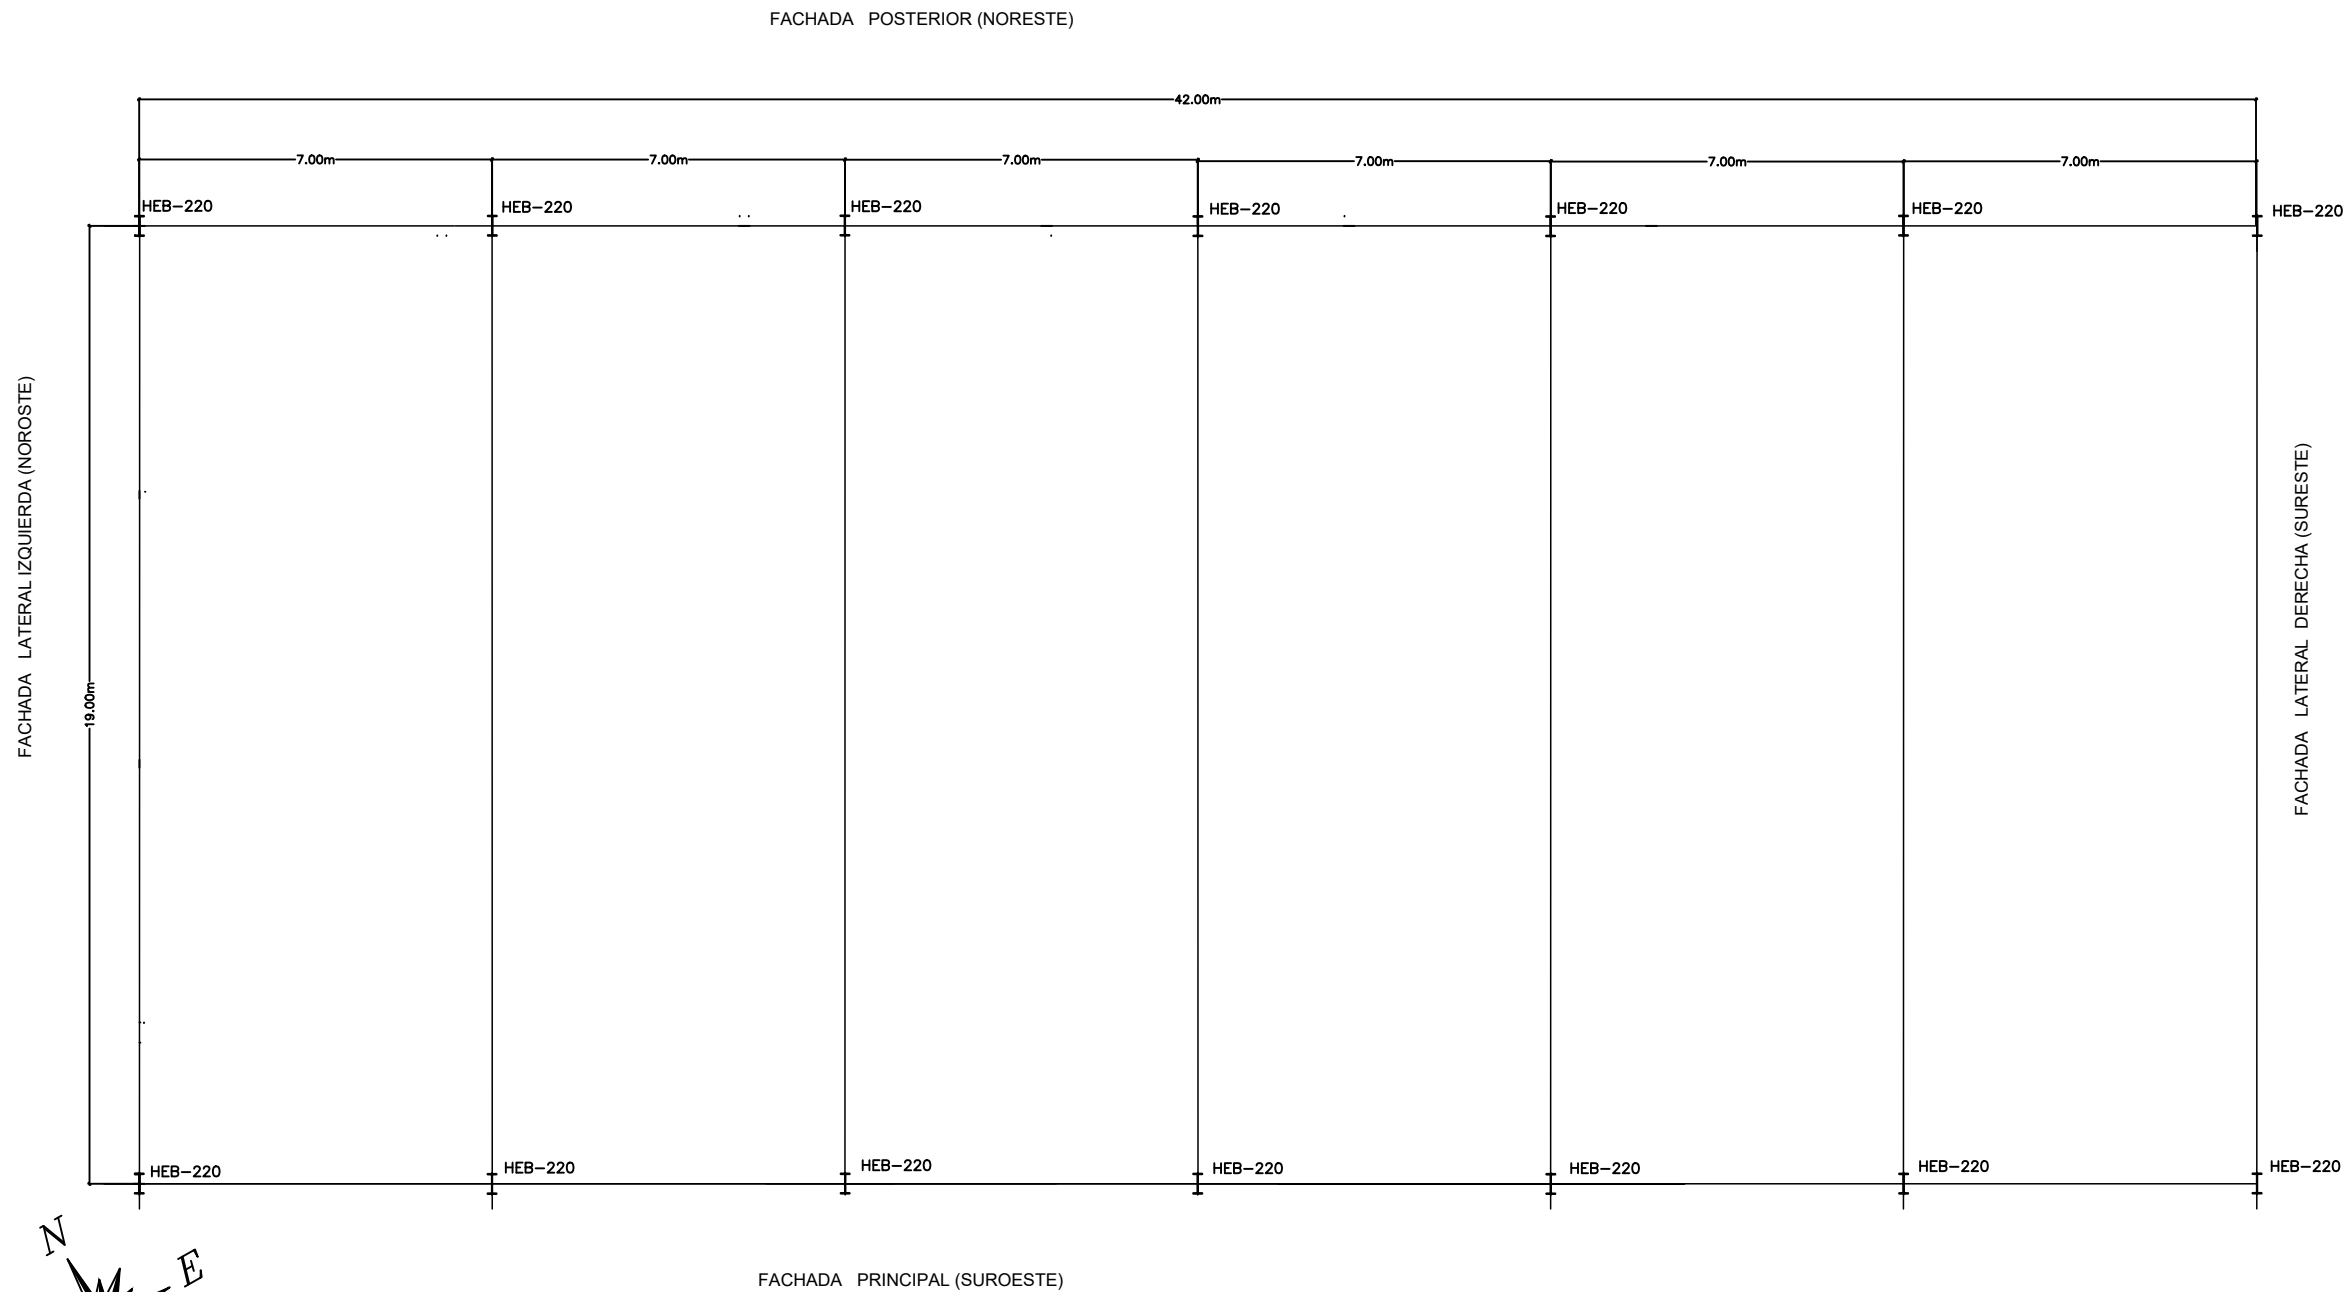 FACHADA POSTERIOR (NORESTE)
42.00m
7.00m 7.00m 7.00m 7.00m 7.00m 7.00m
HEB-220 HEB-220 HEB-220 HEB-220 HEB-220 HEB-220 HEB-220
FACHADA LATERAL IZQUIERDA (NOROSTE)
19.00m
FACHADA LATERAL DERECHA (SURESTE)
HEB-220 HEB-220 HEB-220 HEB-220 HEB-220 HEB-220 HEB-220
N
E
FACHADA PRINCIPAL (SUROESTE)